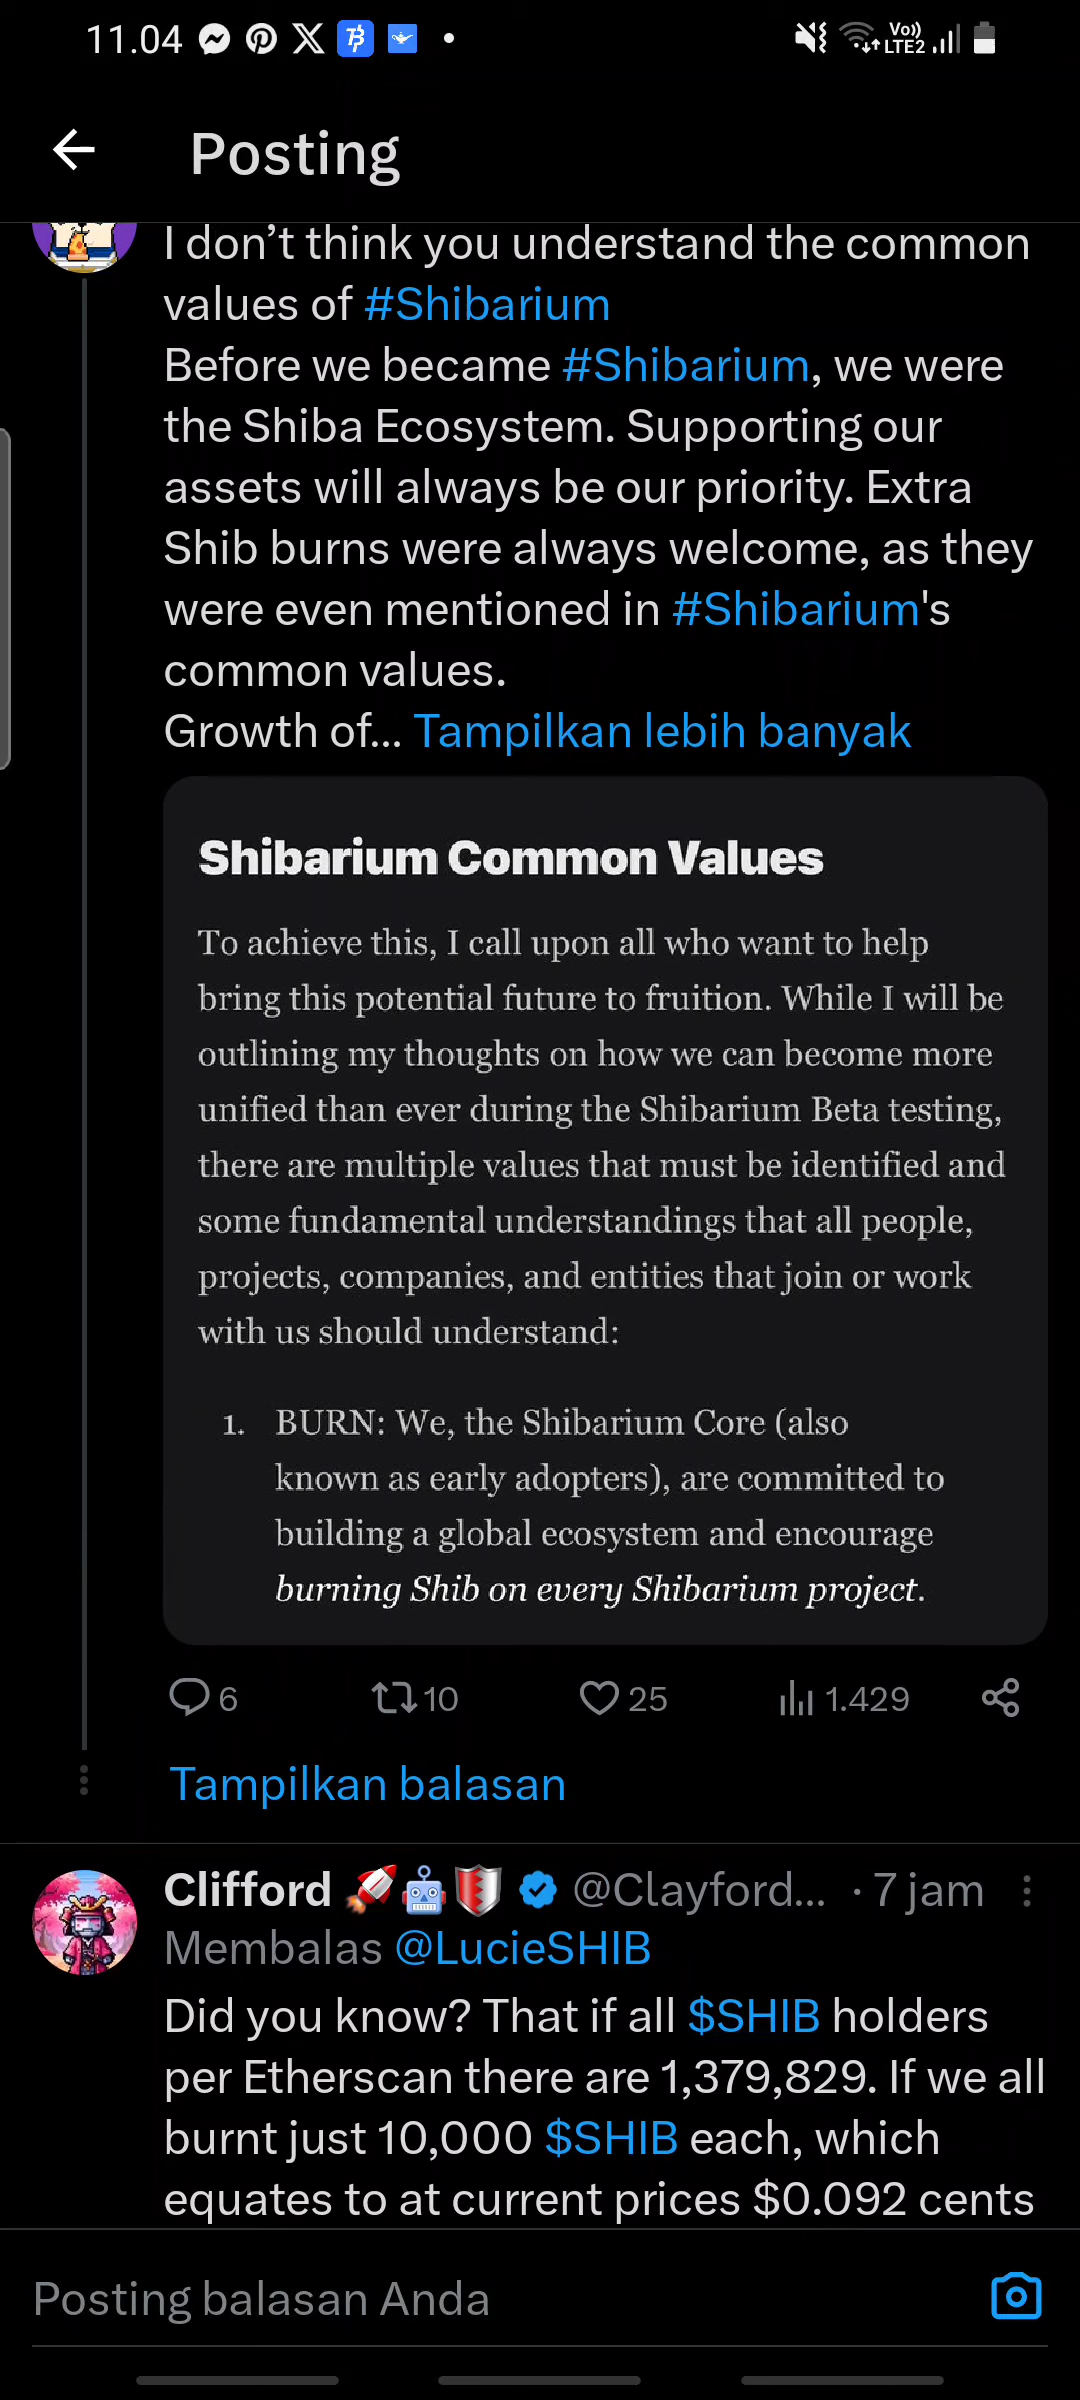 11.04
Vo))
LTE2
Posting
I don’t think you understand the common
values of #Shibarium
Before we became #Shibarium, we were
the Shiba Ecosystem. Supporting our
assets will always be our priority. Extra
Shib burns were always welcome, as they
were even mentioned in #Shibarium's
common values.
Growth of... Tampilkan lebih banyak
Shibarium Common Values
To achieve this, I call upon all who want to help
bring this potential future to fruition. While I will be
outlining my thoughts on how we can become more
unified than ever during the Shibarium Beta testing,
there are multiple values that must be identified and
some fundamental understandings that all people,
projects, companies, and entities that join or work
with us should understand:
1. BURN: We, the Shibarium Core (also
known as early adopters), are committed to
building a global ecosystem and encourage
burning Shib on every Shibarium project.
6 10 25 1.429
Tampilkan balasan
Clifford 🚀🤖🛡 @Clayford... · 7 jam
Membalas @LucieSHIB
Did you know? That if all $SHIB holders
per Etherscan there are 1,379,829. If we all
burnt just 10,000 $SHIB each, which
equates to at current prices $0.092 cents
Posting balasan Anda